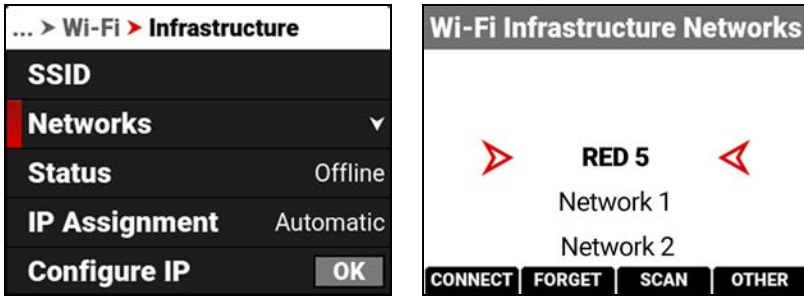 ... > Wi-Fi > Infrastructure
SSID
Networks
Status Offline
IP Assignment Automatic
Configure IP OK
Wi-Fi Infrastructure Networks
RED 5
Network 1
Network 2
CONNECT FORGET SCAN OTHER